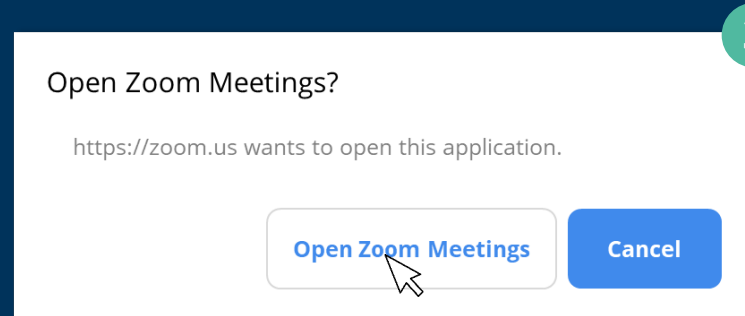 Open Zoom Meetings?
https://zoom.us wants to open this application.
Open Zoom Meetings
Cancel